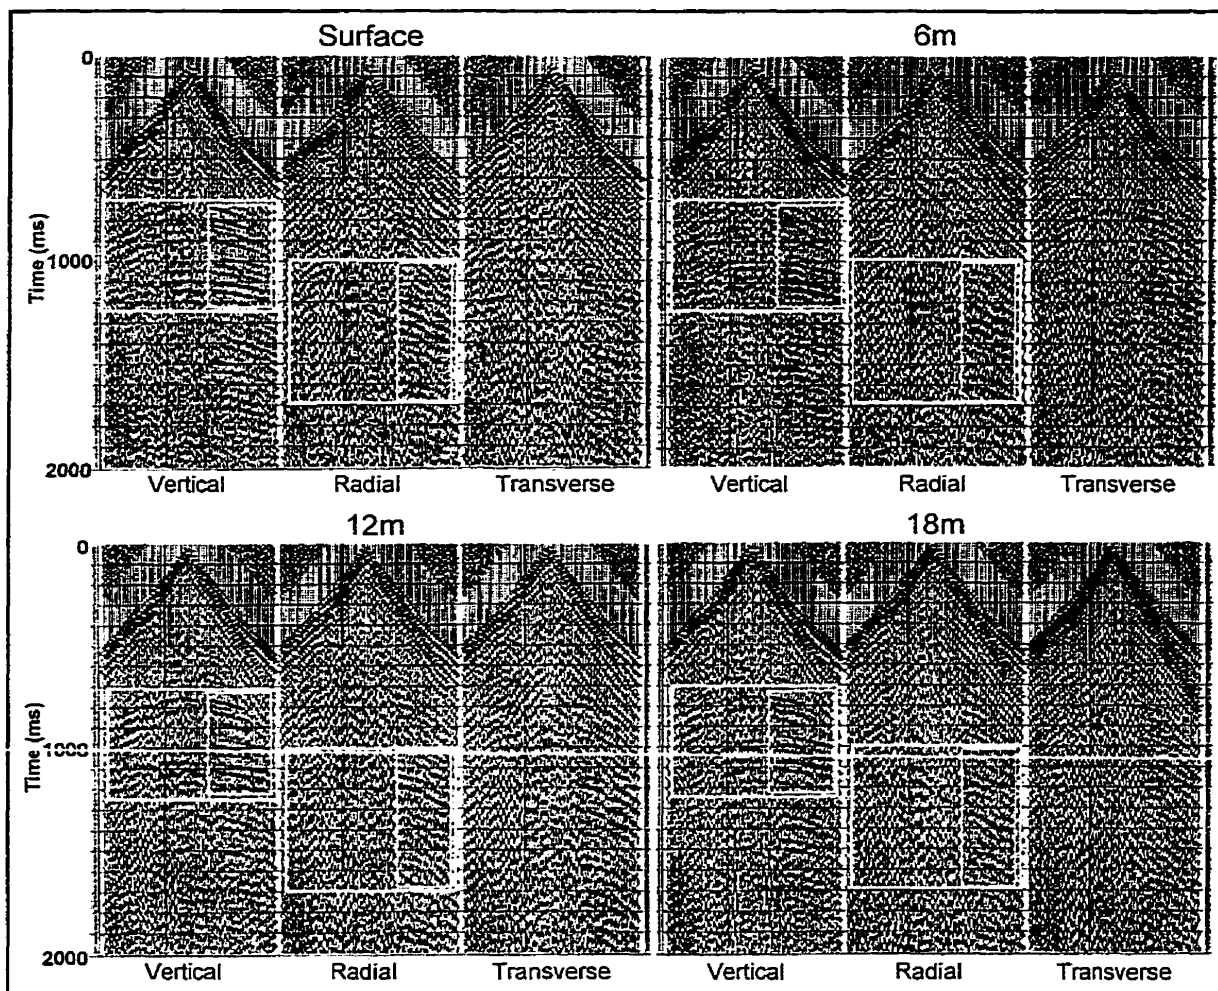 Surface 6m
0
Time (ms)
1000
2000
Vertical Radial Transverse Vertical Radial Transverse
12m 18m
0
Time (ms)
1000
2000
Vertical Radial Transverse Vertical Radial Transverse